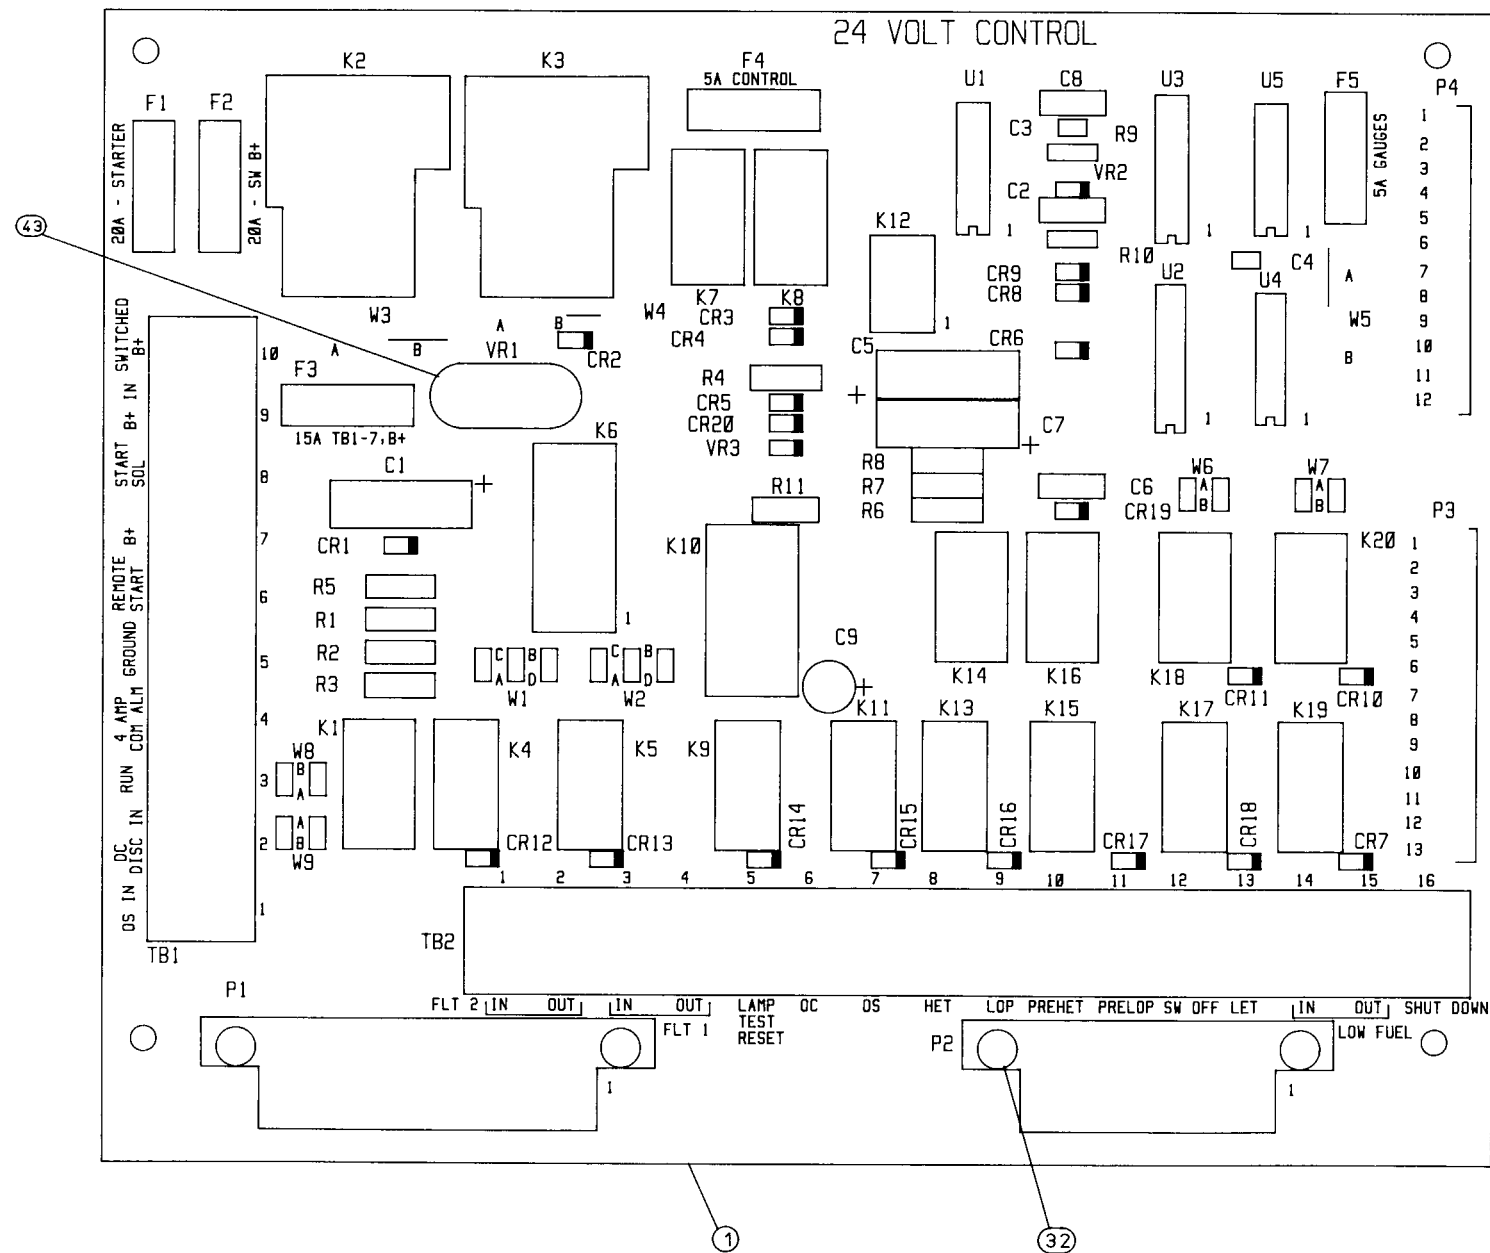 24 VOLT CONTROL
K2
K3
F4
5A CONTROL
U1
C8
U3
U5
F5
P4
F1
F2
20A - STARTER
20A - SW B+
C3
R9
VR2
C2
5A GAUGES
1
2
3
4
5
6
7
8
9
10
11
12
43
K12
1
1
1
R10
CR9
CR8
U2
C4
U4
A
W5
B
K7
K8
W3
A
B
W4
CR3
CR4
1
A
B
VR1
CR2
C5
CR6
F3
15A TB1-7,B+
R4
CR5
CR20
VR3
+
C7
+
1
1
K6
C1
+
R8
R7
R6
R11
C6
CR19
W6
A
B
W7
A
B
P3
SWITCHED B+
B+ IN
START SOL
B+
REMOTE START
GROUND
4 AMP ALM
COM
RUN
DC DISC IN
OS IN
10
9
8
7
6
5
4
3
2
1
CR1
R5
R1
R2
R3
K10
1
C9
+
K20
1
2
3
4
5
6
7
8
9
10
11
12
13
C
B
A
D
W1
C
B
A
D
W2
K14
K16
K18
CR11
CR10
K1
K4
K5
K9
K11
K13
K15
K17
K19
W8
B
A
A
B
W9
CR12
CR13
CR14
CR15
CR16
CR17
CR18
CR7
1 2 3 4 5 6 7 8 9 10 11 12 13 14 15 16
TB1
TB2
P1
FLT 2 IN OUT IN OUT LAMP OC OS HET LOP PREHET PRELOP SW OFF LET IN OUT SHUT DOWN
FLT 1
TEST
RESET
LOW FUEL
P2
1
1
1
32